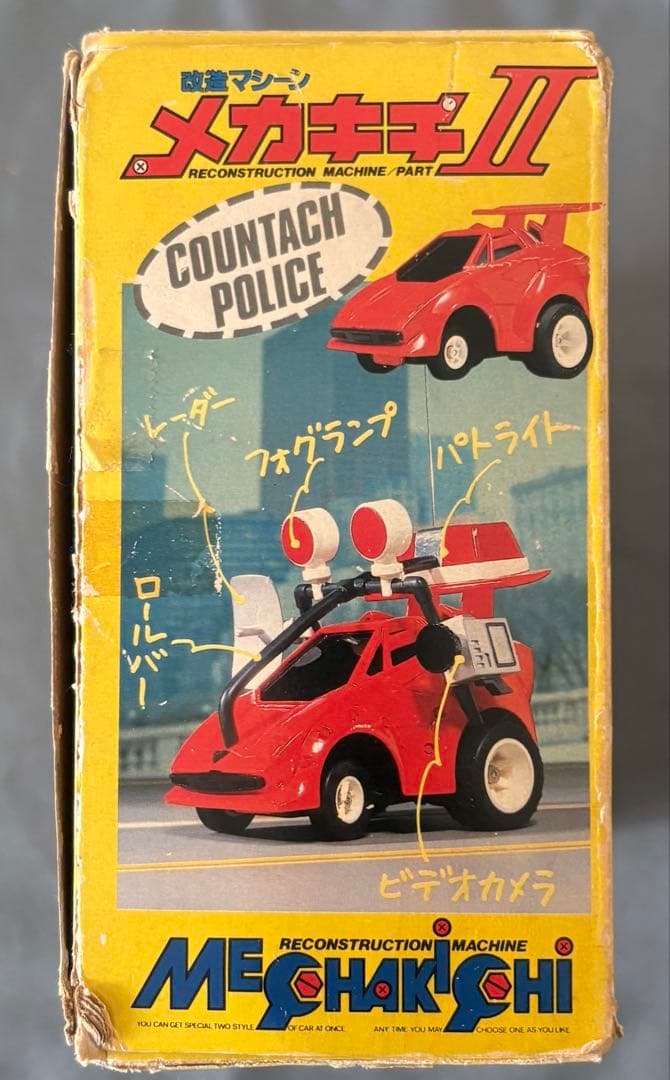 改造マシーン
メカキチII
RECONSTRUCTION MACHINE/PART
COUNTACH
POLICE
レーダー
フォグランプ
パトライト
ロールバー
ビデオカメラ
RECONSTRUCTION MACHINE
MECHAKICHI
YOU CAN GET SPECIAL TWO STYLE OF CAR AT ONCE. ANY TIME YOU MAY CHOOSE ONE AS YOU LIKE